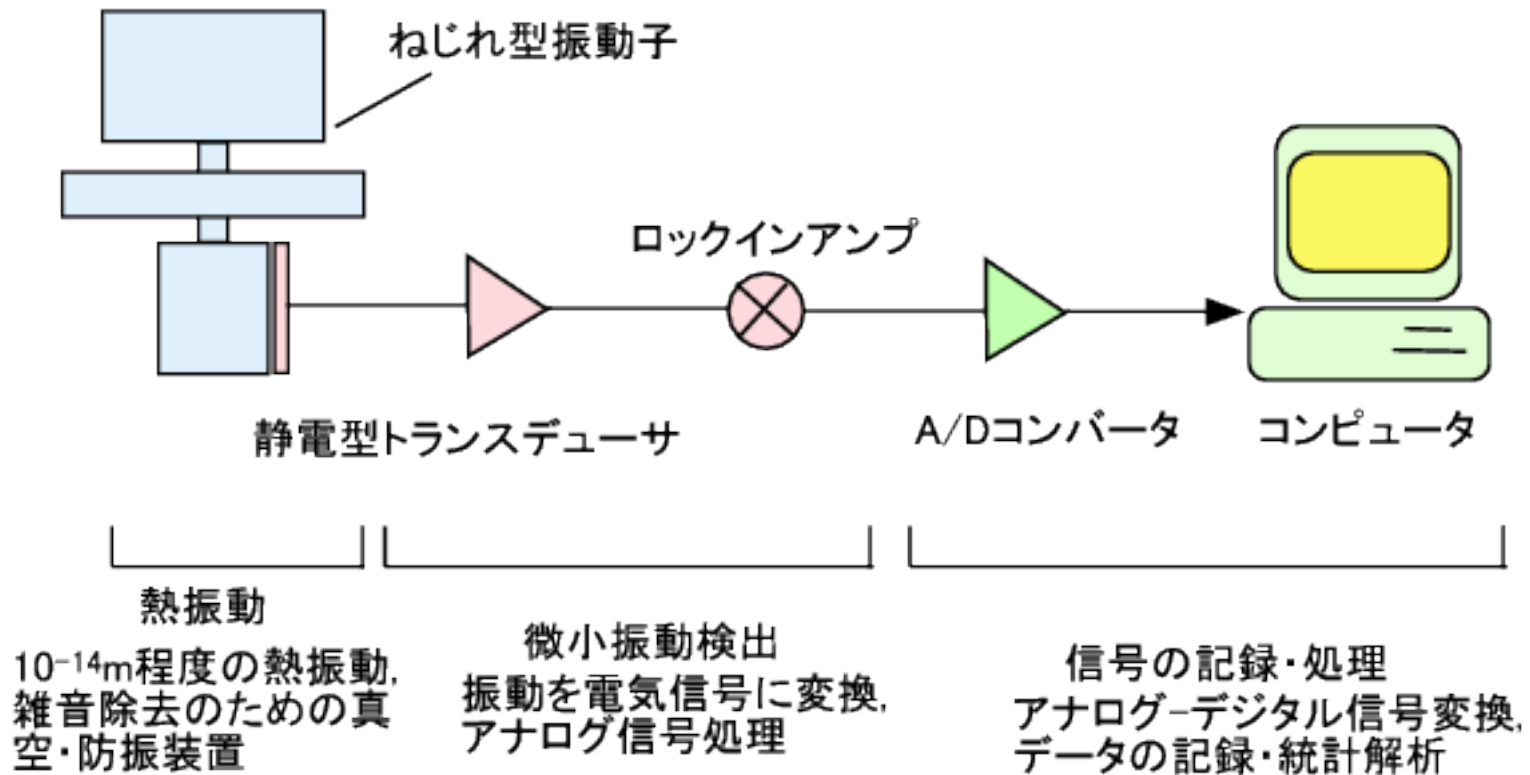 ねじれ型振動子
ロックインアンプ
静電型トランスデューサ
A/Dコンバータ
コンピュータ
熱振動
10⁻¹⁴m程度の熱振動,
雑音除去のための真
空・防振装置
微小振動検出
振動を電気信号に変換,
アナログ信号処理
信号の記録・処理
アナログ-デジタル信号変換,
データの記録・統計解析